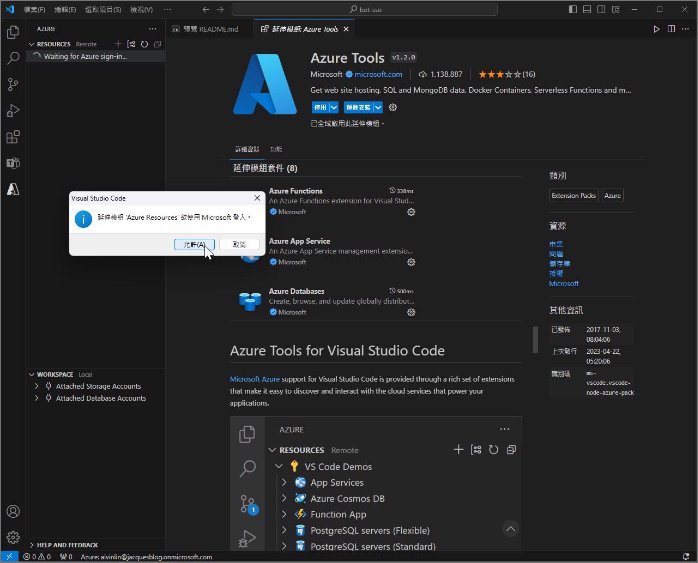 檔案(F) 編輯(E) 選取項目(S) 檢視(V) ··· bot-sso
AZURE
RESOURCES Remote
Waiting for Azure sign-in...
預覽 README.md
延伸模組: Azure Tools
Azure Tools v1.2.0
Microsoft microsoft.com 1,138,887 (16)
Get web site hosting, SQL and MongoDB data, Docker Containers, Serverless Functions and m...
停用 解除安裝
已全域啟用此延伸模組。
詳細資料 功能
延伸模組套件 (8)
Azure Functions 338ms
An Azure Functions extension for Visual Stud...
Microsoft
Azure App Service
An Azure App Service management extensio...
Microsoft
Azure Databases 500ms
Create, browse, and update globally distribut...
Microsoft
類別
Extension Packs Azure
資源
市集
問題
存放庫
授權
Microsoft
其他資訊
已發佈 2017-11-03, 08:04:06
上次發行 2023-04-22, 05:20:06
識別碼 ms-vscode.vscode-node-azure-pack
Visual Studio Code
延伸模組 'Azure Resources' 欲使用 Microsoft 登入。
允許(A) 取消
Azure Tools for Visual Studio Code
Microsoft Azure support for Visual Studio Code is provided through a rich set of extensions
that make it easy to discover and interact with the cloud services that power your
applications.
AZURE
RESOURCES Remote
VS Code Demos
App Services
Azure Cosmos DB
Function App
PostgreSQL servers (Flexible)
PostgreSQL servers (Standard)
1
WORKSPACE Local
Attached Storage Accounts
Attached Database Accounts
HELP AND FEEDBACK
0 0 0 Azure: alvinlin@jacquesblog.onmicrosoft.com